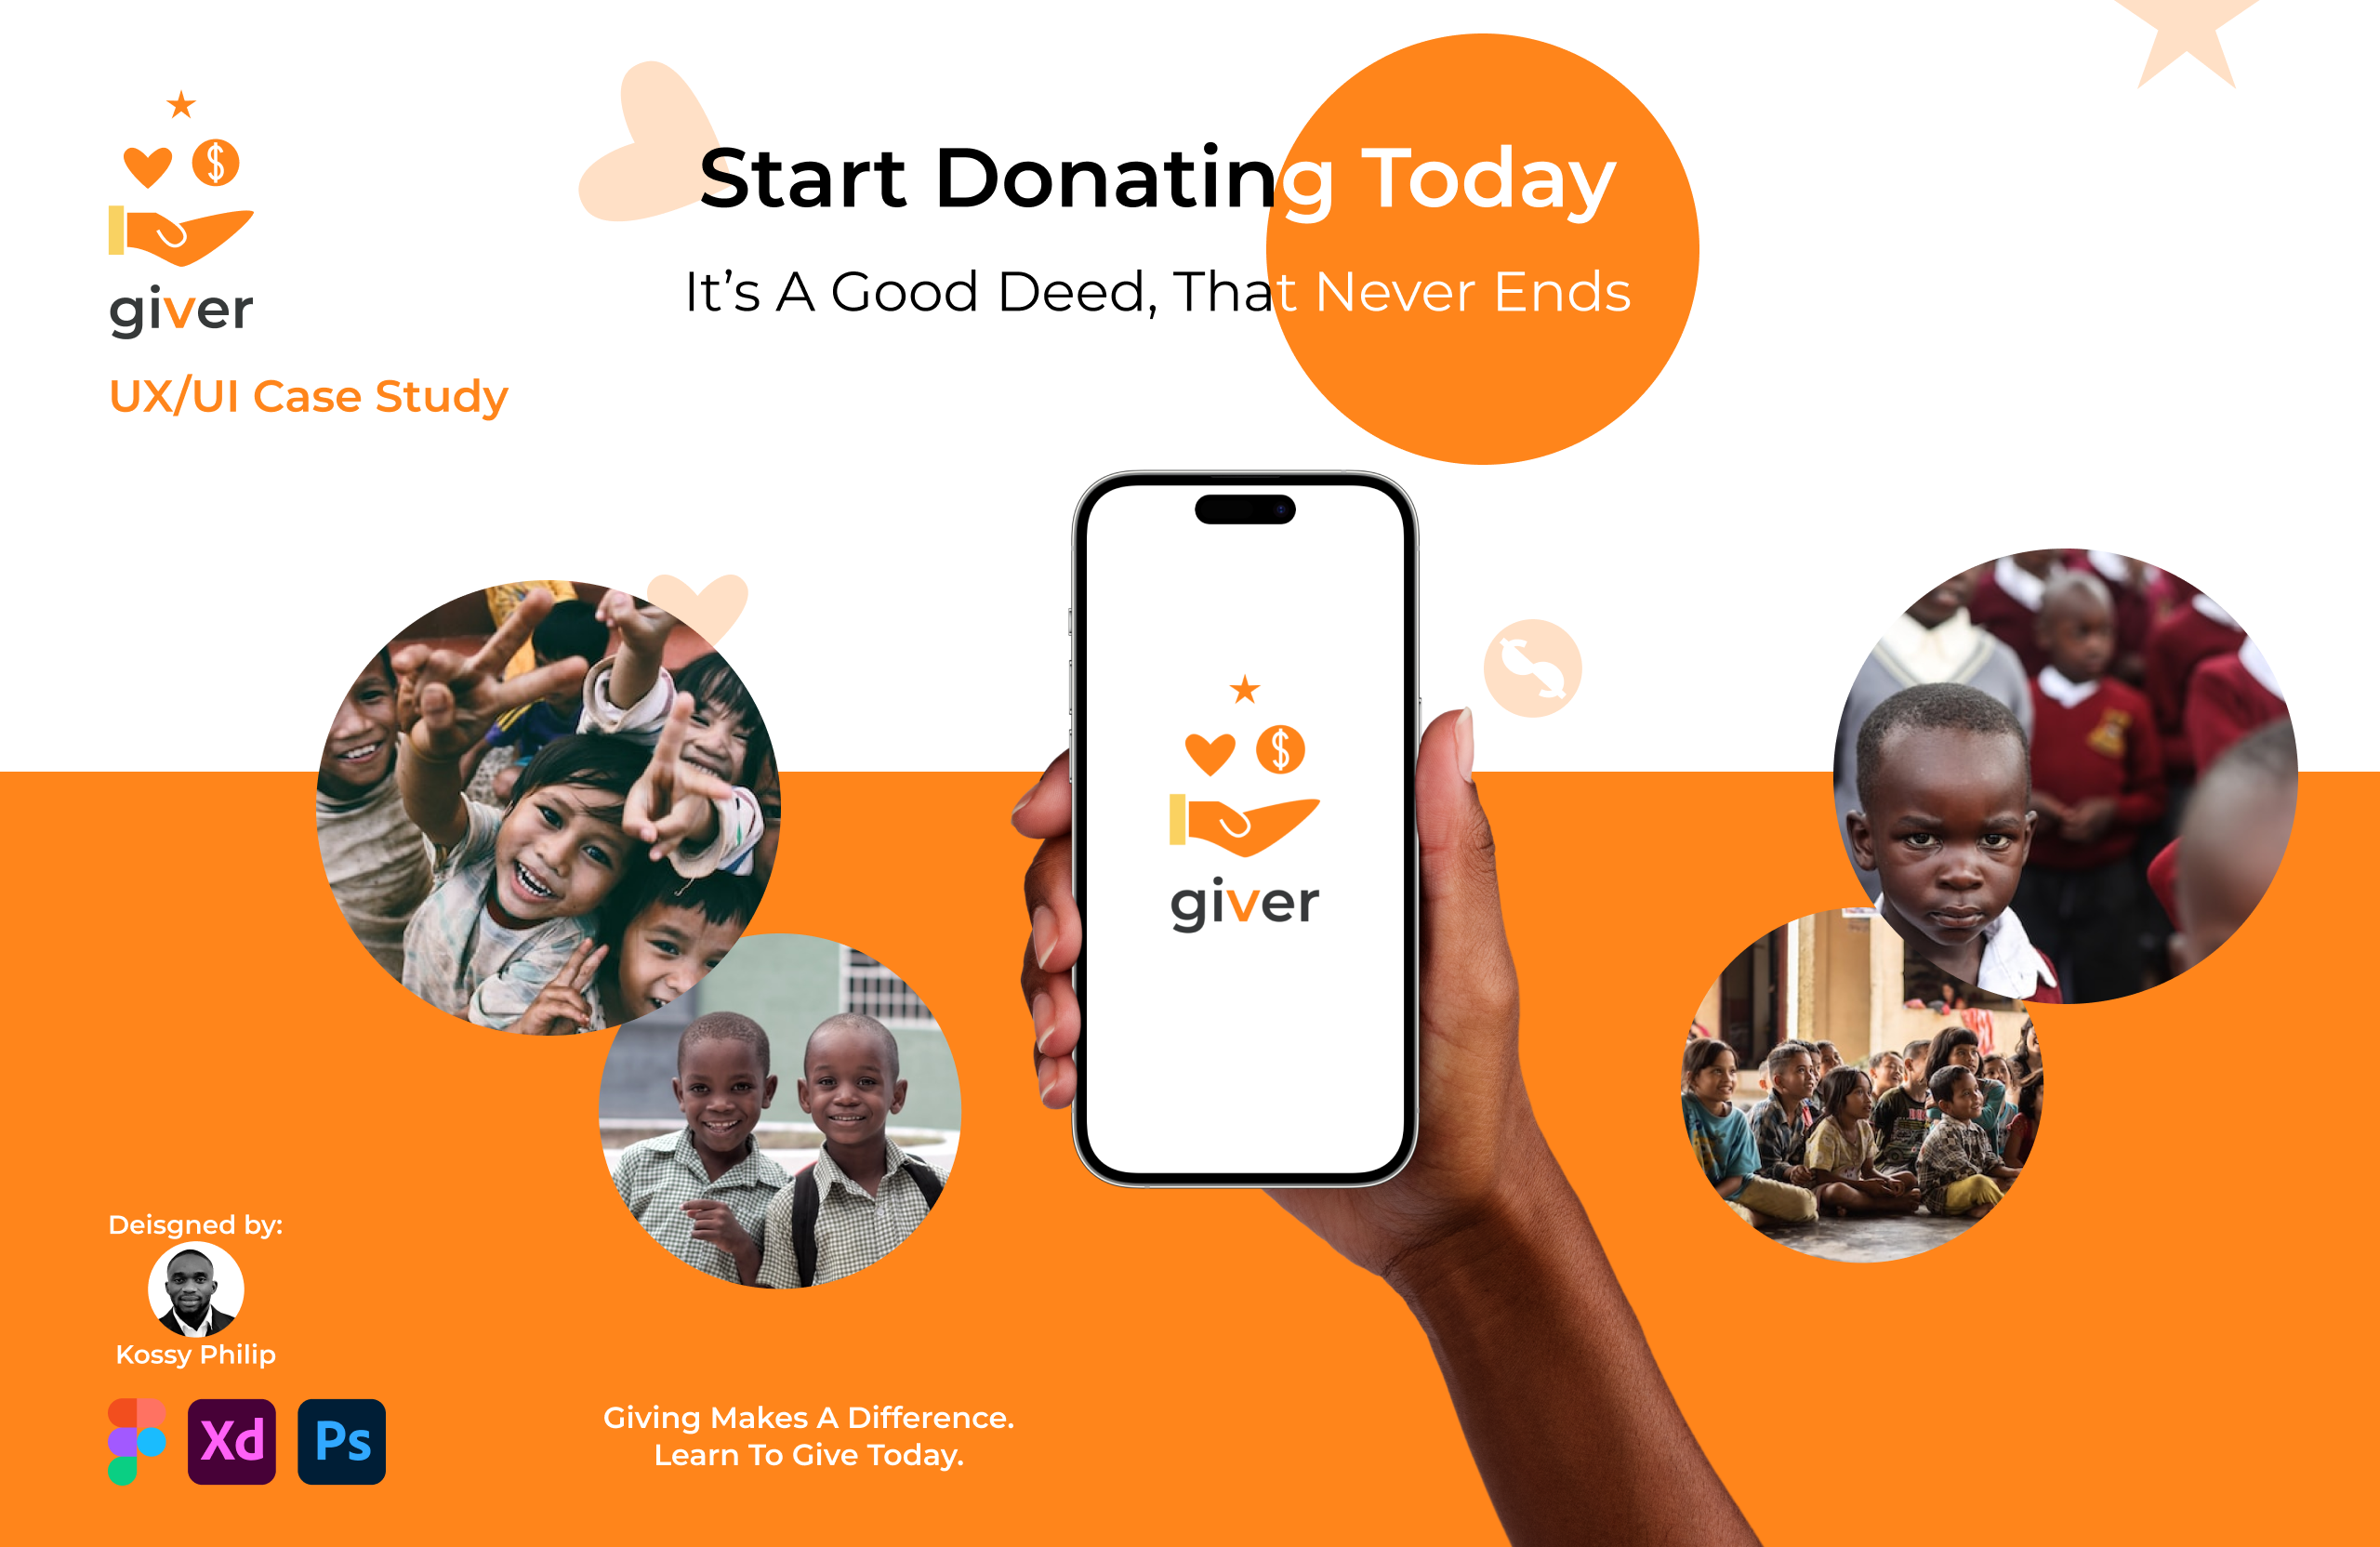 giver
UX/UI Case Study
Start Donating Today
It’s A Good Deed, That Never Ends
$
$
giver
Deisgned by:
Kossy Philip
Xd
Ps
Giving Makes A Difference.
Learn To Give Today.